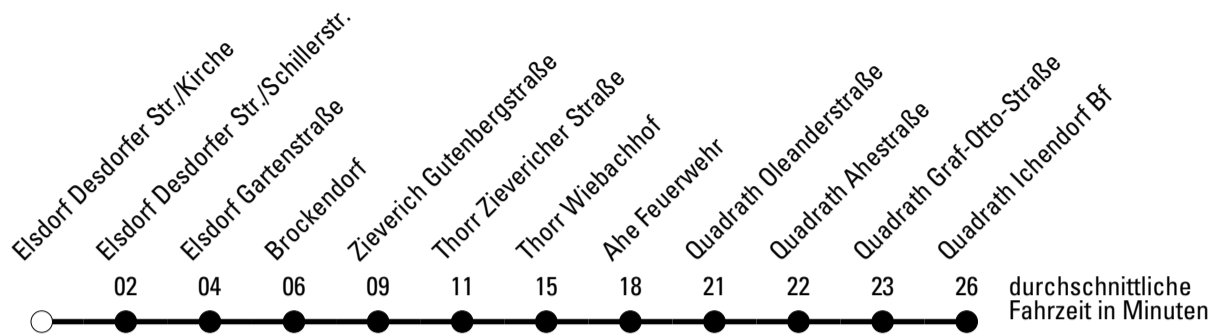 Elsdorf Desdorfer Str./Kirche
Elsdorf Desdorfer Str./Schillerstr.
Elsdorf Gartenstraße
Brockendorf
Zieverich Gutenbergstraße
Thorr Zievericher Straße
Thorr Wiebachhof
Ahe Feuerwehr
Quadrath Oleanderstraße
Quadrath Ahestraße
Quadrath Graf-Otto-Straße
Quadrath Ichendorf Bf
02 04 06 09 11 15 18 21 22 23 26
durchschnittliche
Fahrzeit in Minuten